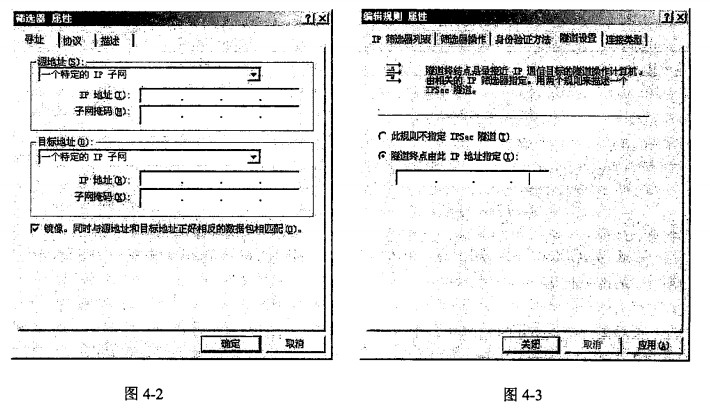 筛选器 属性
寻址 协议 描述
源地址(S):
一个特定的 IP 子网
IP 地址(I):
子网掩码(M):
目标地址(D):
一个特定的 IP 子网
IP 地址(R):
子网掩码(K):
镜像。同时与源地址和目标地址正好相反的数据包相匹配(O)。
确定 取消
图 4-2
编辑规则 属性
IP 筛选器列表 筛选器操作 身份验证方法 隧道设置 连接类型
隧道终结点是最接近 IP 通信目标的隧道操作计算机,
由相关的 IP 筛选器指定。用两个规则来描述一个
IPSec 隧道。
此规则不指定 IPSec 隧道(T)
隧道终点由此 IP 地址指定(I):
关闭 取消 应用(A)
图 4-3